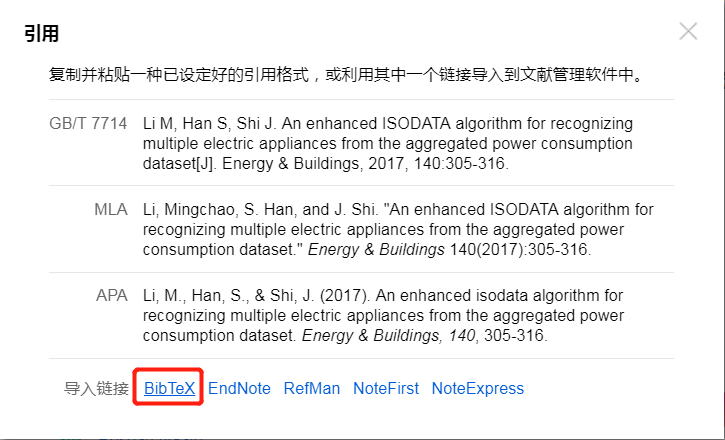 引用
复制并粘贴一种已设定好的引用格式，或利用其中一个链接导入到文献管理软件中。
GB/T 7714 Li M, Han S, Shi J. An enhanced ISODATA algorithm for recognizing
multiple electric appliances from the aggregated power consumption
dataset[J]. Energy & Buildings, 2017, 140:305-316.
MLA Li, Mingchao, S. Han, and J. Shi. "An enhanced ISODATA algorithm for
recognizing multiple electric appliances from the aggregated power
consumption dataset." Energy & Buildings 140(2017):305-316.
APA Li, M., Han, S., & Shi, J. (2017). An enhanced isodata algorithm for
recognizing multiple electric appliances from the aggregated power
consumption dataset. Energy & Buildings, 140, 305-316.
导入链接 BibTeX EndNote RefMan NoteFirst NoteExpress